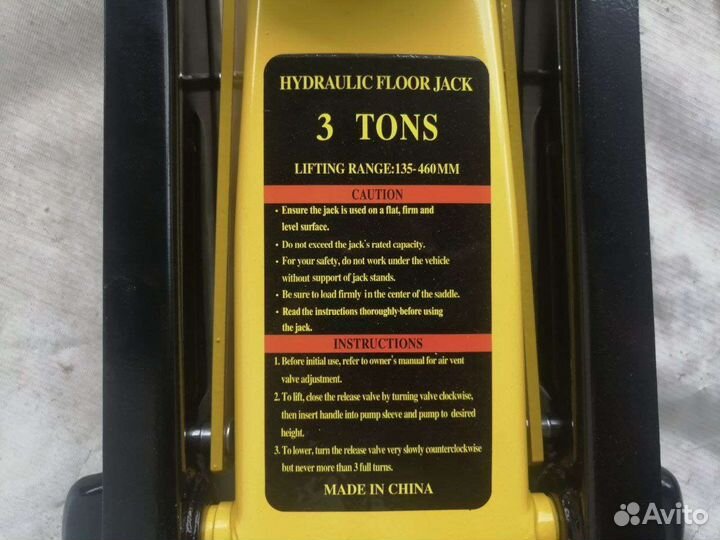 HYDRAULIC FLOOR JACK
3 TONS
LIFTING RANGE:135-460MM
CAUTION
• Ensure the jack is used on a flat, firm and
level surface.
• Do not exceed the jack's rated capacity.
• For your safety, do not work under the vehicle
without support of jack stands.
• Be sure to load firmly in the center of the saddle.
• Read the instructions thoroughly before using
the jack.
INSTRUCTIONS
1. Before initial use, refer to owner's manual for air vent
valve adjustment.
2. To lift, close the release valve by turning valve clockwise,
then insert handle into pump sleeve and pump to desired
height.
3. To lower, turn the release valve very slowly counterclockwise
but never more than 3 full turns.
MADE IN CHINA
Avito